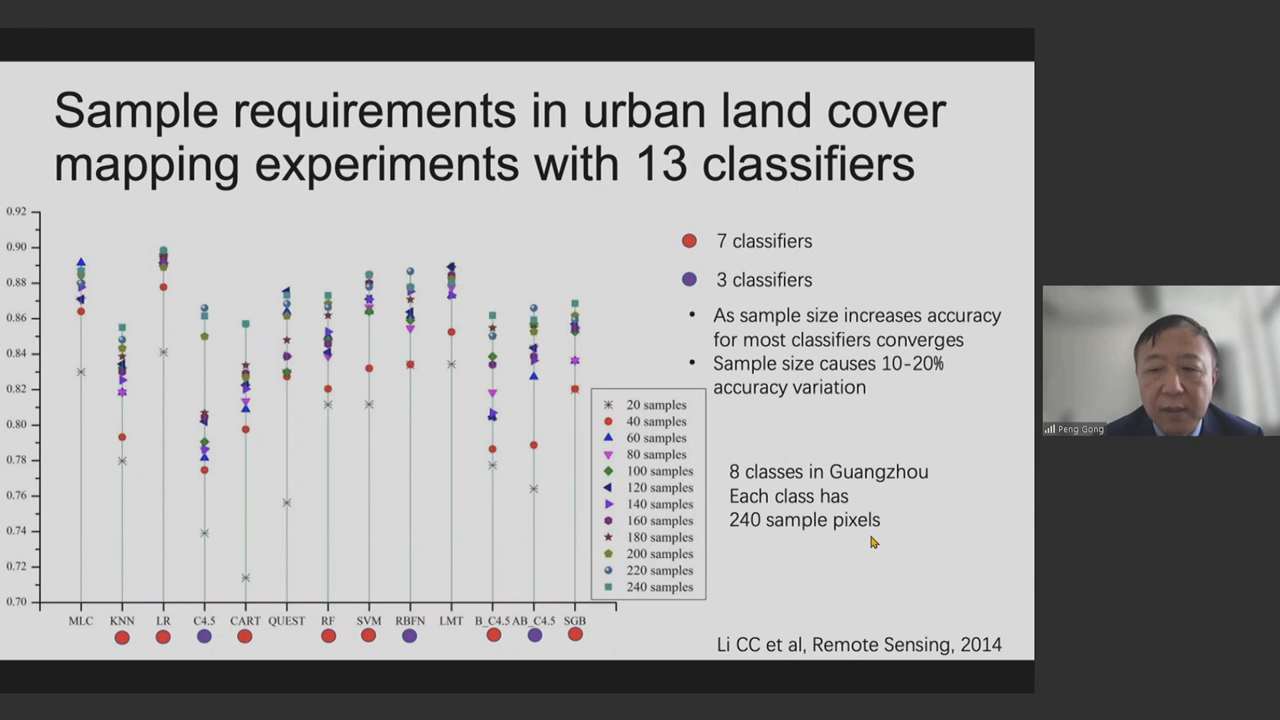 Sample requirements in urban land cover
mapping experiments with 13 classifiers
0.92
0.90
0.88
0.86
0.84
0.82
0.80
0.78
0.76
0.74
0.72
0.70
MLC KNN LR C4.5 CART QUEST RF SVM RBFN LMT B_C4.5 AB_C4.5 SGB
20 samples
40 samples
60 samples
80 samples
100 samples
120 samples
140 samples
160 samples
180 samples
200 samples
220 samples
240 samples
7 classifiers
3 classifiers
• As sample size increases accuracy
for most classifiers converges
• Sample size causes 10-20%
accuracy variation
8 classes in Guangzhou
Each class has
240 sample pixels
Li CC et al, Remote Sensing, 2014
Peng Gong